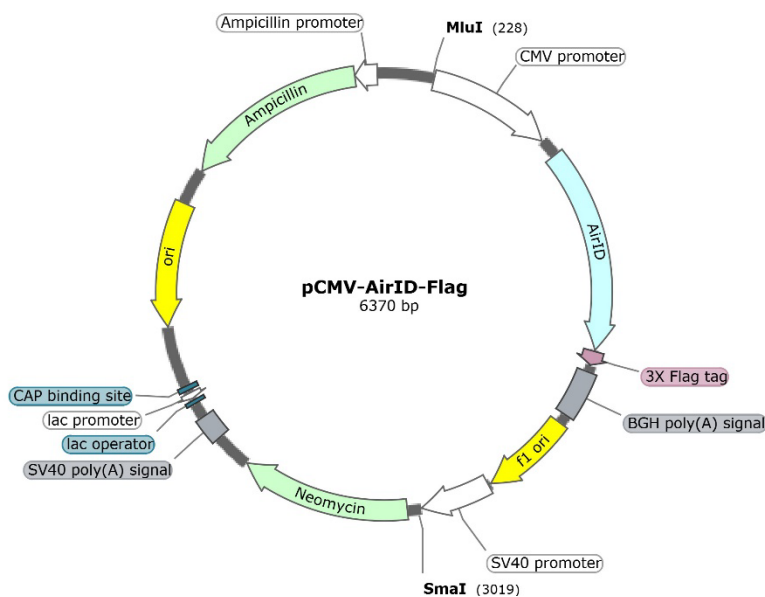 Ampicillin promoter
MluI (228)
CMV promoter
Ampicillin
AirID
ori
pCMV-AirID-Flag
6370 bp
3X Flag tag
CAP binding site
lac promoter
BGH poly(A) signal
lac operator
f1 ori
SV40 poly(A) signal
Neomycin
SV40 promoter
SmaI (3019)